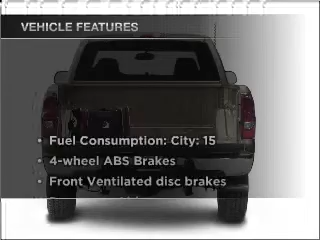 VEHICLE FEATURES
• Fuel Consumption: City: 15
• 4-wheel ABS Brakes
• Front Ventilated disc brakes